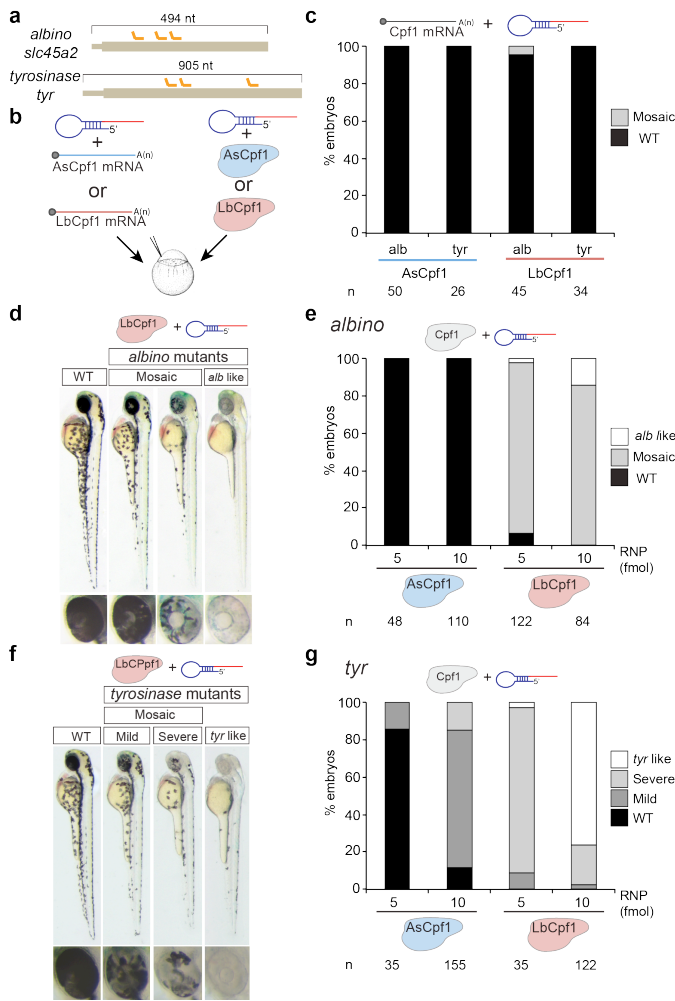 a
494 nt
albino
slc45a2
905 nt
tyrosinase
tyr
b
5'
5'
+
+
A(n)
AsCpf1 mRNA
AsCpf1
or
or
A(n)
LbCpf1 mRNA
LbCpf1
c
A(n)
Cpf1 mRNA
+
% embryos
100
80
60
40
20
0
Mosaic
WT
alb
tyr
alb
tyr
AsCpf1
LbCpf1
n
50
26
45
34
d
LbCpf1
+
5'
albino mutants
WT
Mosaic
alb like
e
albino
Cpf1
+
5'
% embryos
100
80
60
40
20
0
alb like
Mosaic
WT
5
10
5
10
RNP
(fmol)
AsCpf1
LbCpf1
n
48
110
122
84
f
LbCPpf1
+
5'
tyrosinase mutants
Mosaic
WT
Mild
Severe
tyr like
g
tyr
Cpf1
+
5'
% embryos
100
80
60
40
20
0
tyr like
Severe
Mild
WT
5
10
5
10
RNP
(fmol)
AsCpf1
LbCpf1
n
35
155
35
122